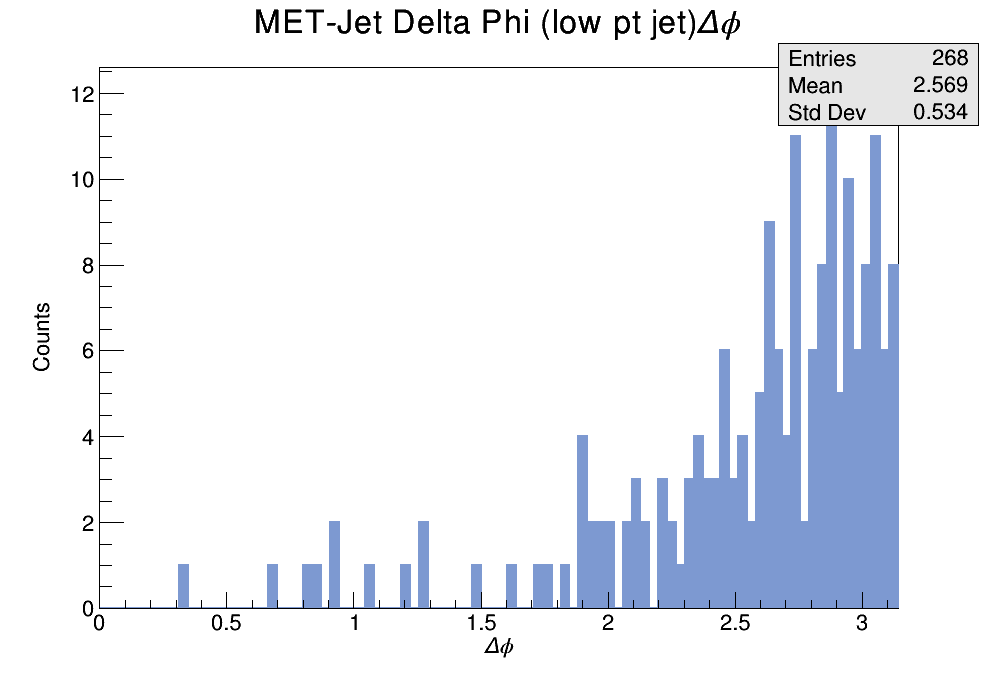 MET-Jet Delta Phi (low pt jet)Δϕ
Entries 268
Mean 2.569
Std Dev 0.534
12
10
8
6
4
2
0
Counts
0 0.5 1 1.5 2 2.5 3
Δϕ